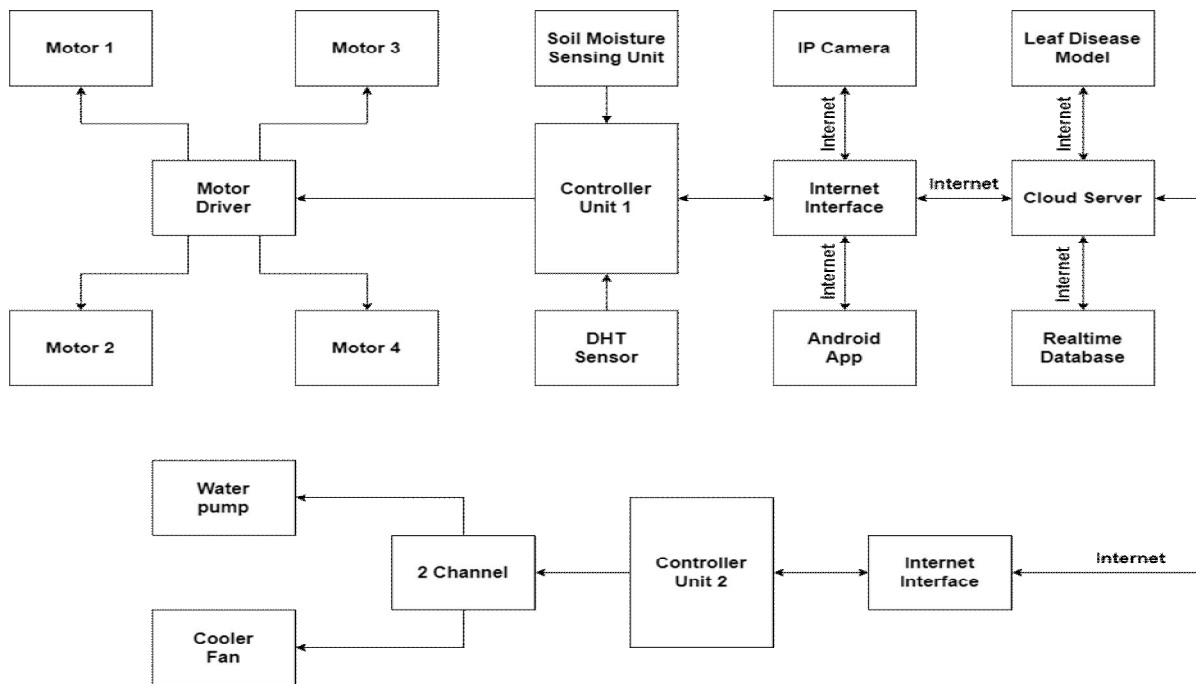 Motor 1
Motor 3
Soil Moisture
Sensing Unit
IP Camera
Leaf Disease
Model
Internet
Internet
Motor
Driver
Controller
Unit 1
Internet
Interface
Internet
Cloud Server
Internet
Internet
Motor 2
Motor 4
DHT
Sensor
Android
App
Realtime
Database
Water
pump
2 Channel
Controller
Unit 2
Internet
Interface
Internet
Cooler
Fan